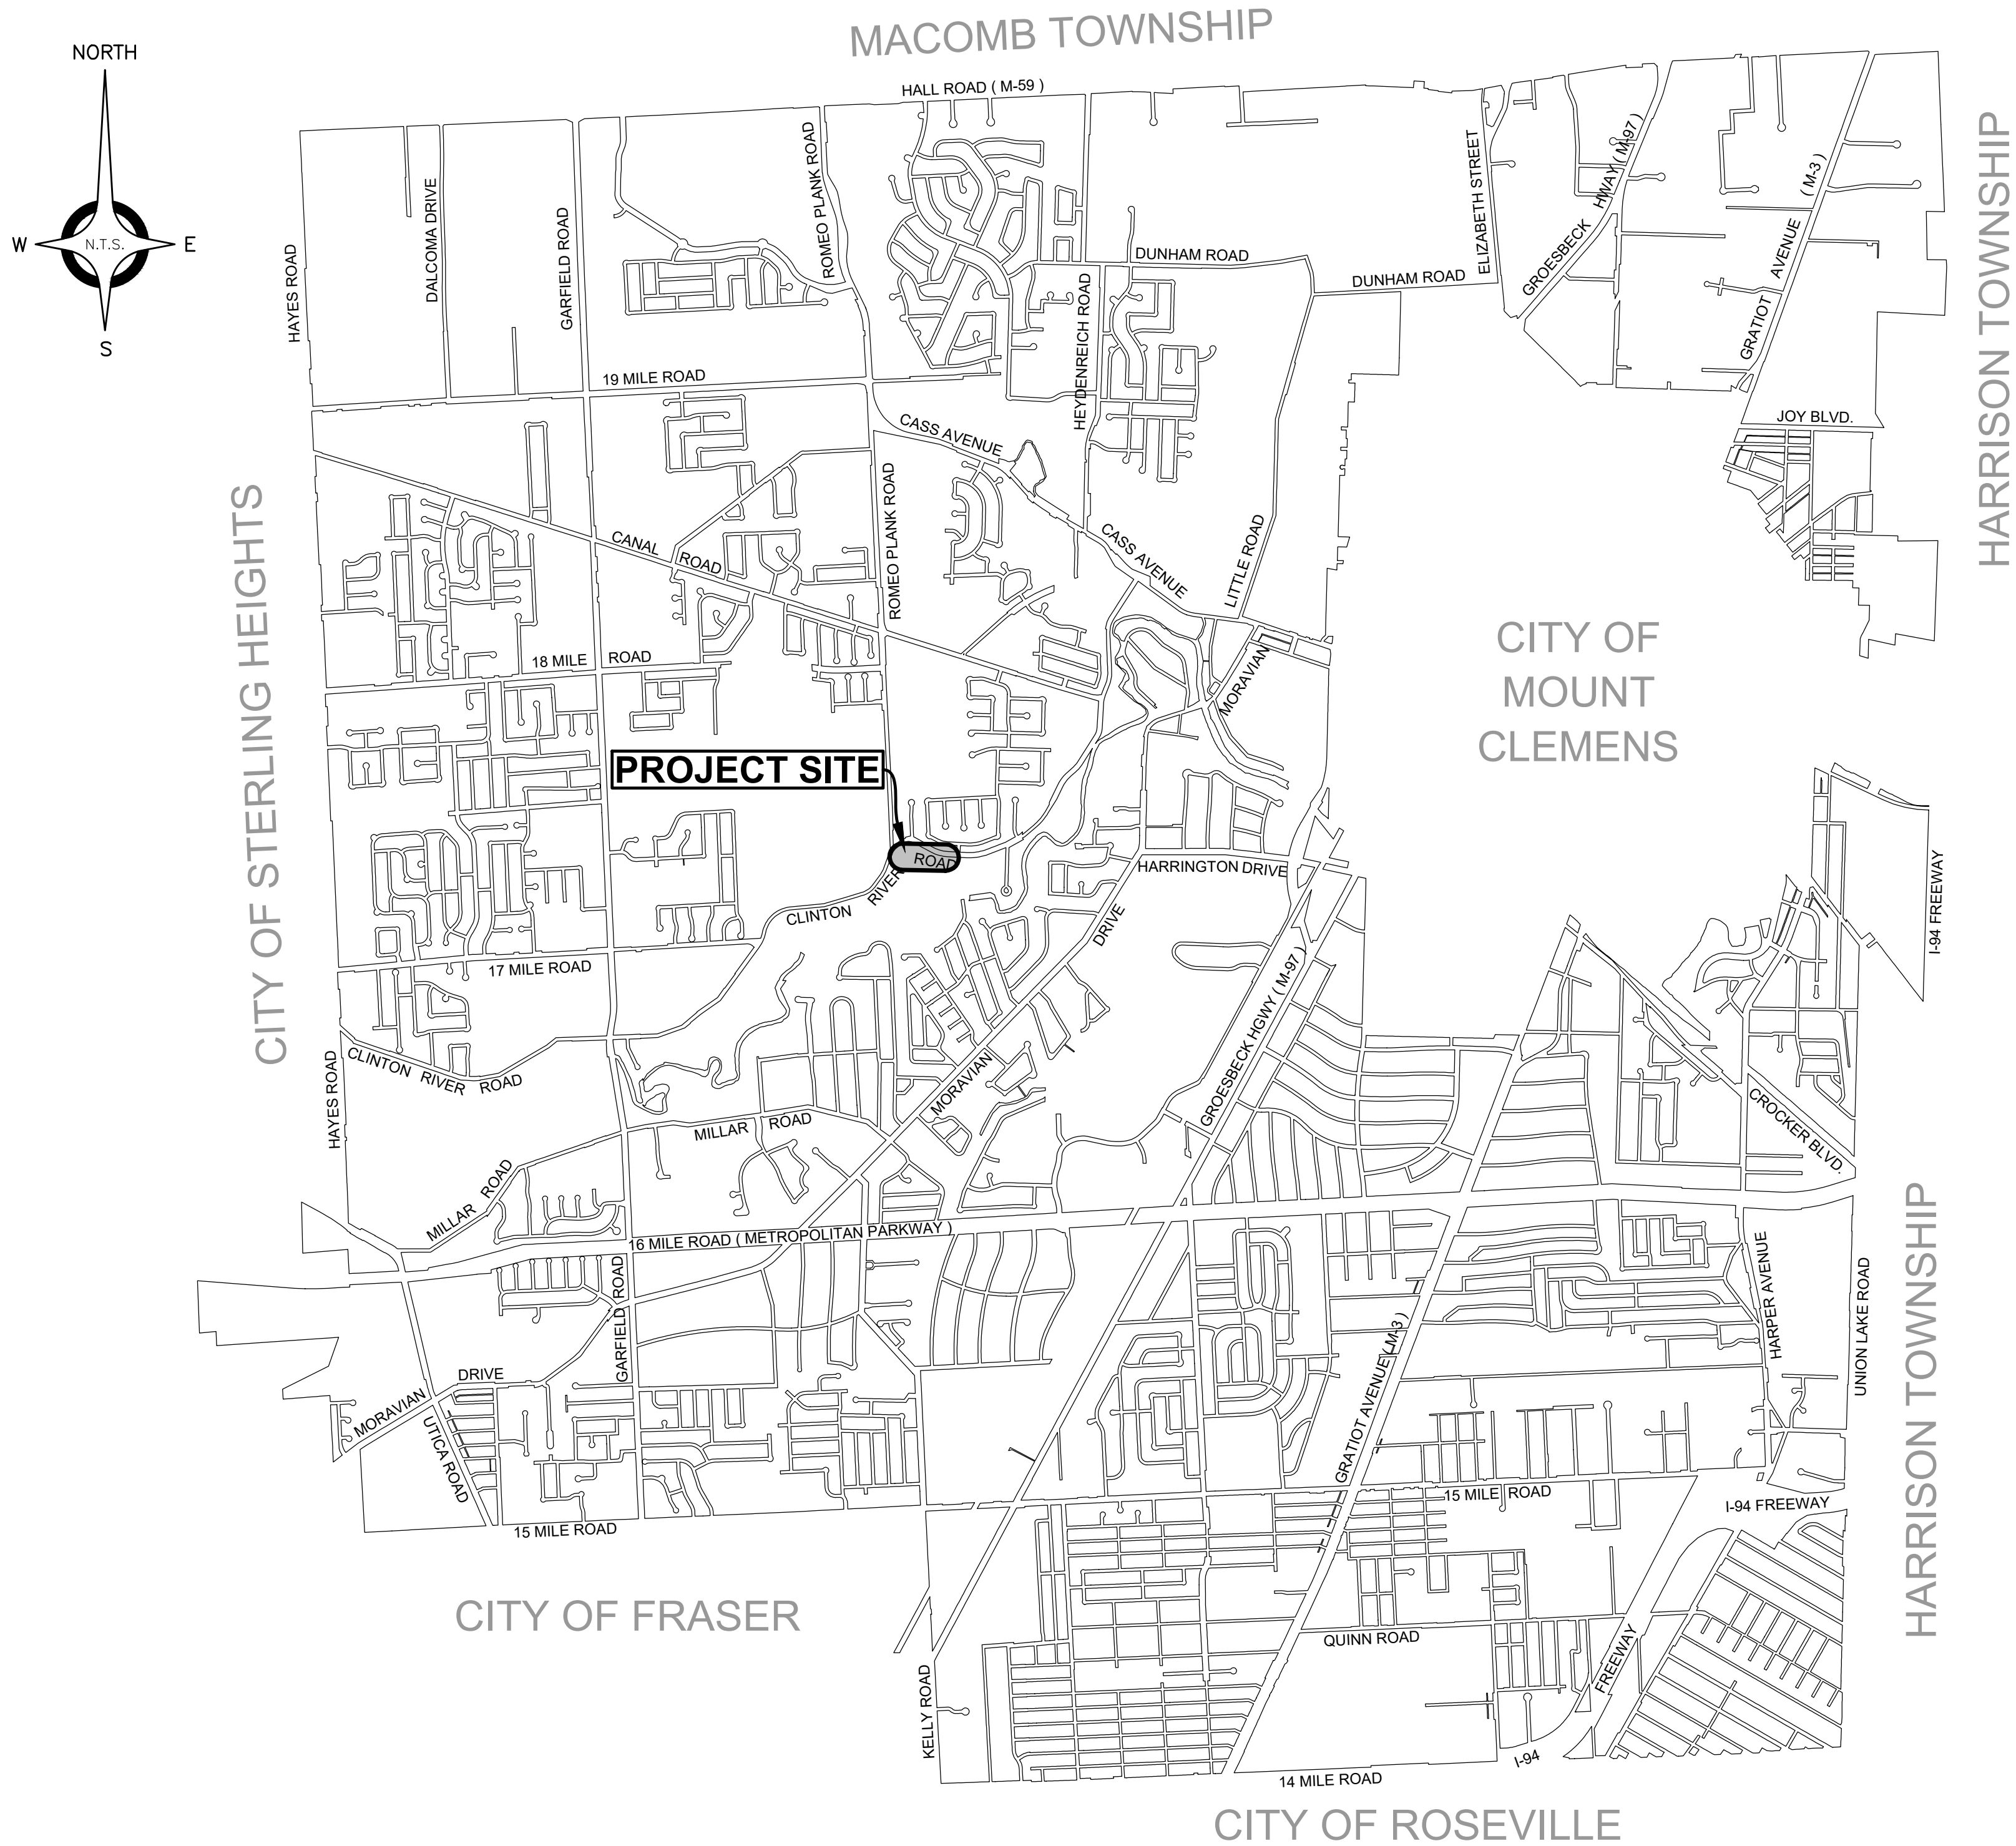 MACOMB TOWNSHIP
NORTH
W
N.T.S.
E
S
HALL ROAD ( M-59 )
HAYES ROAD
DALCOMA DRIVE
GARFIELD ROAD
ROMEO PLANK ROAD
ELIZABETH STREET
GROESBECK HWAY ( M-97 )
GRATIOT AVENUE ( M-3 )
HARRISON TOWNSHIP
DUNHAM ROAD
DUNHAM ROAD
HEYDENREICH ROAD
19 MILE ROAD
JOY BLVD.
CASS AVENUE
ROMEO PLANK ROAD
CANAL ROAD
CASS AVENUE
LITTLE ROAD
CITY OF STERLING HEIGHTS
18 MILE ROAD
MORAVIAN
CITY OF
MOUNT
CLEMENS
PROJECT SITE
HARRINGTON DRIVE
CLINTON RIVER ROAD
DRIVE
I-94 FREEWAY
17 MILE ROAD
GROESBECK HGWY ( M-97 )
HAYES ROAD
CLINTON RIVER ROAD
MORAVIAN
MILLAR ROAD
CROCKER BLVD.
MILLAR ROAD
16 MILE ROAD ( METROPOLITAN PARKWAY )
HARRISON TOWNSHIP
GARFIELD ROAD
HARPER AVENUE
UNION LAKE ROAD
MORAVIAN DRIVE
UTICA ROAD
GRATIOT AVENUE ( M-3 )
15 MILE ROAD
15 MILE ROAD
I-94 FREEWAY
CITY OF FRASER
QUINN ROAD
KELLY ROAD
FREEWAY
I-94
14 MILE ROAD
CITY OF ROSEVILLE